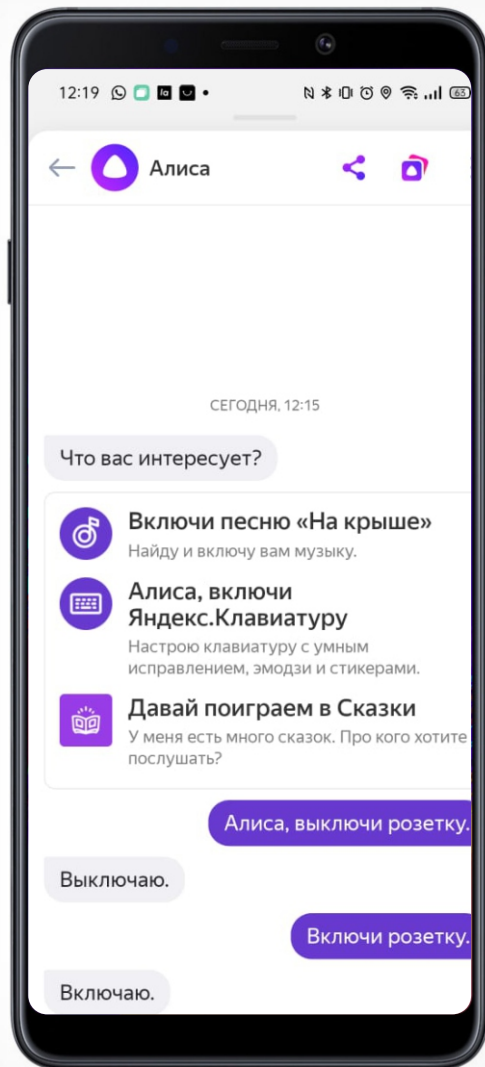 12:19
63
Алиса
СЕГОДНЯ, 12:15
Что вас интересует?
Включи песню «На крыше»
Найду и включу вам музыку.
Алиса, включи
Яндекс.Клавиатуру
Настрою клавиатуру с умным
исправлением, эмодзи и стикерами.
Давай поиграем в Сказки
У меня есть много сказок. Про кого хотите
послушать?
Алиса, выключи розетку.
Выключаю.
Включи розетку.
Включаю.